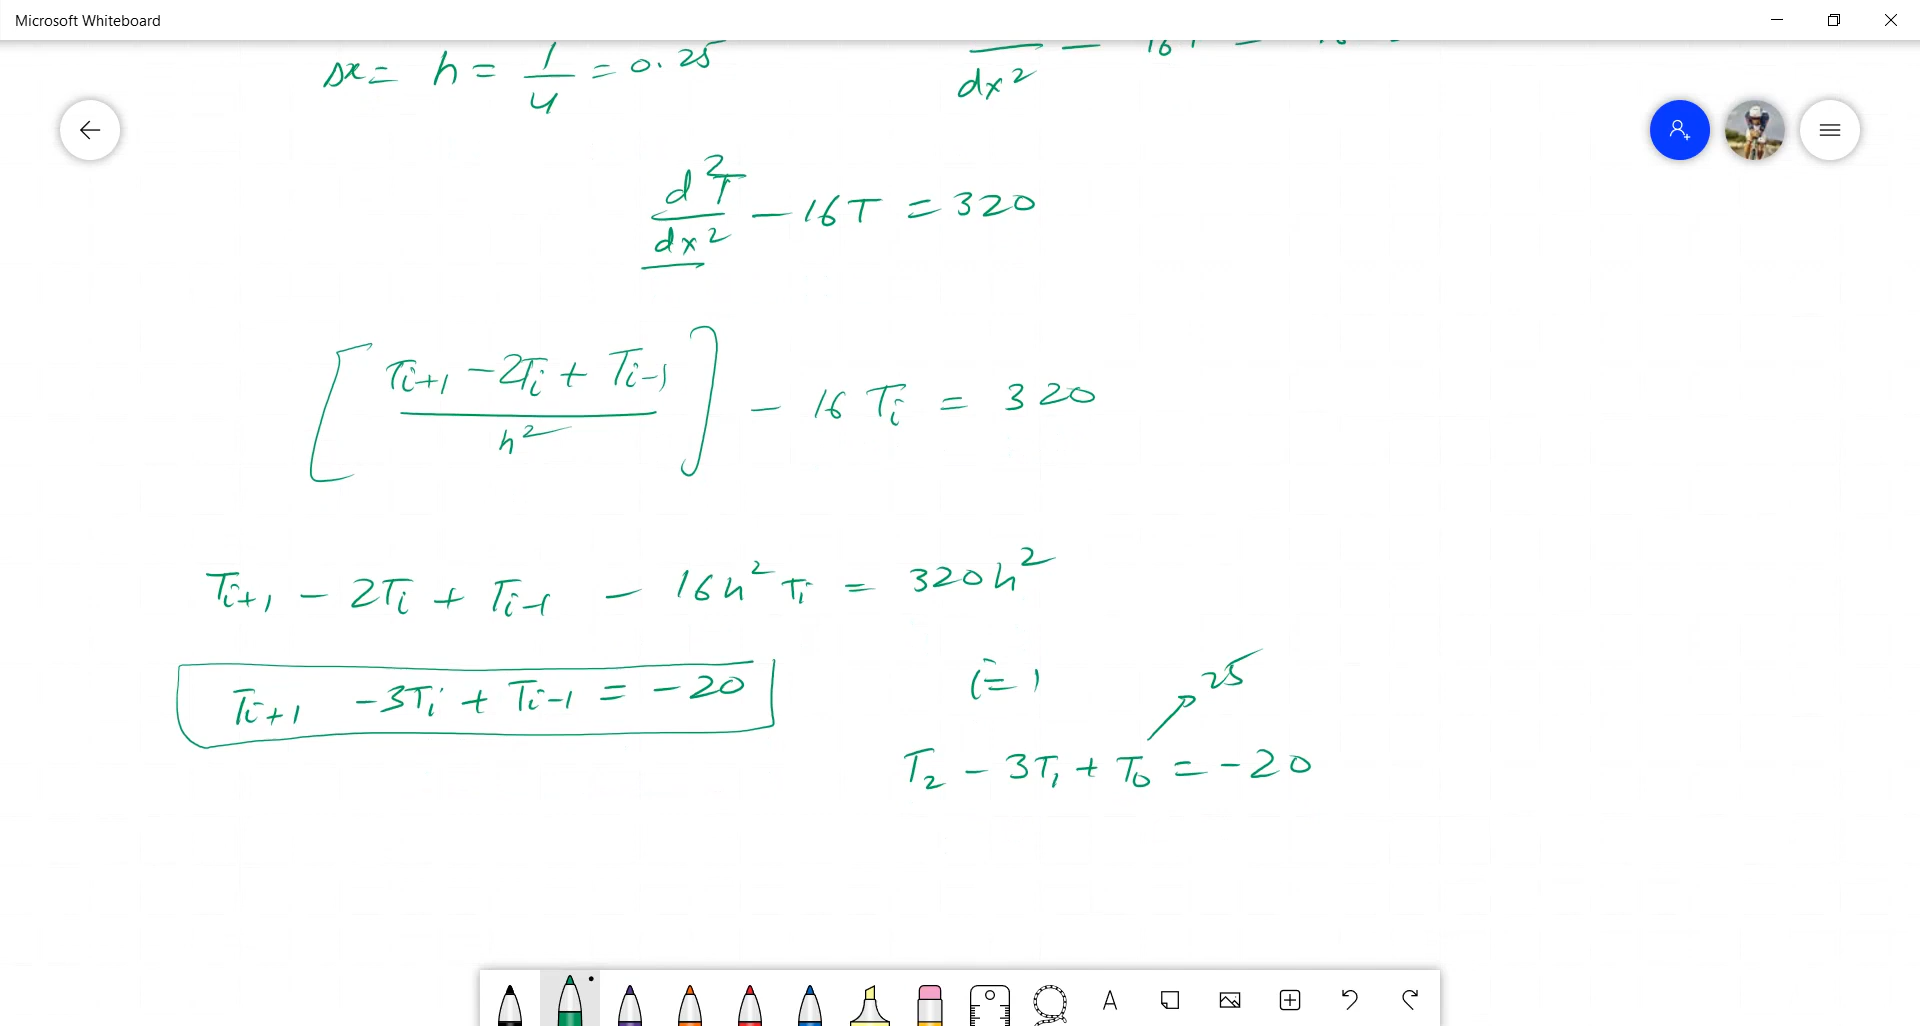 Microsoft Whiteboard
Δx = h = 1/4 = 0.25
dx² - 16T =
d²T/dx² - 16T = 320
[(Tᵢ₊₁ - 2Tᵢ + Tᵢ₋₁)/h²] - 16 Tᵢ = 320
Tᵢ₊₁ - 2Tᵢ + Tᵢ₋₁ - 16h² Tᵢ = 320h²
Tᵢ₊₁ - 3Tᵢ + Tᵢ₋₁ = -20
i = 1
25
T₂ - 3T₁ + T₀ = -20
A